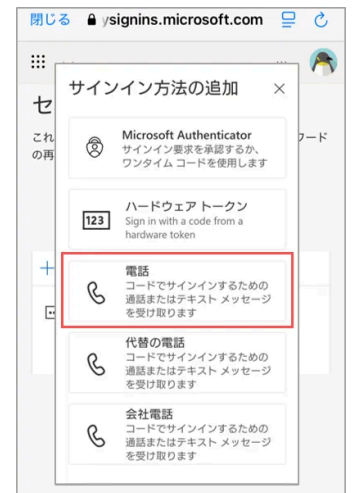 閉じる
ysignins.microsoft.com
サインイン方法の追加
セ
これ
ワード
の再
Microsoft Authenticator
サインイン要求を承認するか、
ワンタイム コードを使用します
123
ハードウェア トークン
Sign in with a code from a
hardware token
電話
コードでサインインするための
通話またはテキスト メッセージ
を受け取ります
代替の電話
コードでサインインするための
通話またはテキスト メッセージ
を受け取ります
会社電話
コードでサインインするための
通話またはテキスト メッセージ
を受け取ります